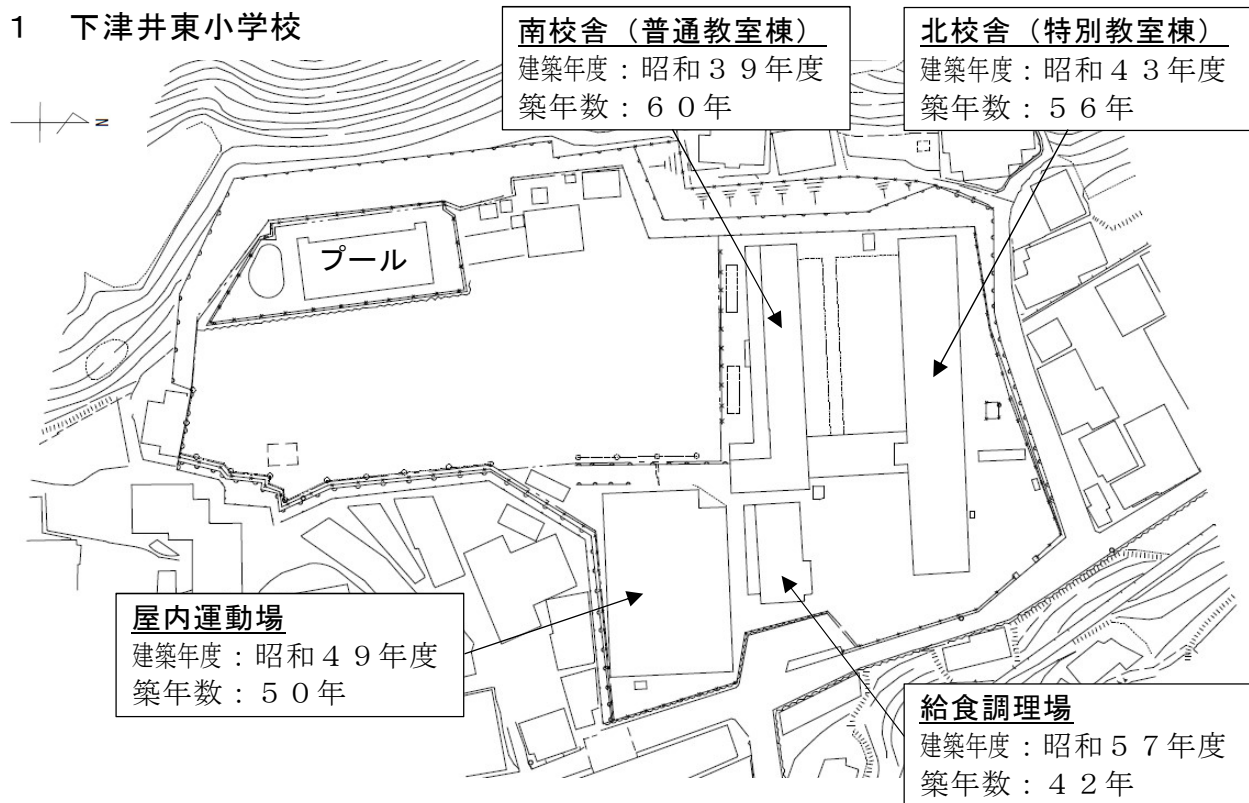 1　下津井東小学校
南校舎（普通教室棟）
建築年度：昭和３９年度
築年数：６０年
北校舎（特別教室棟）
建築年度：昭和４３年度
築年数：５６年
N
プール
屋内運動場
建築年度：昭和４９年度
築年数：５０年
給食調理場
建築年度：昭和５７年度
築年数：４２年